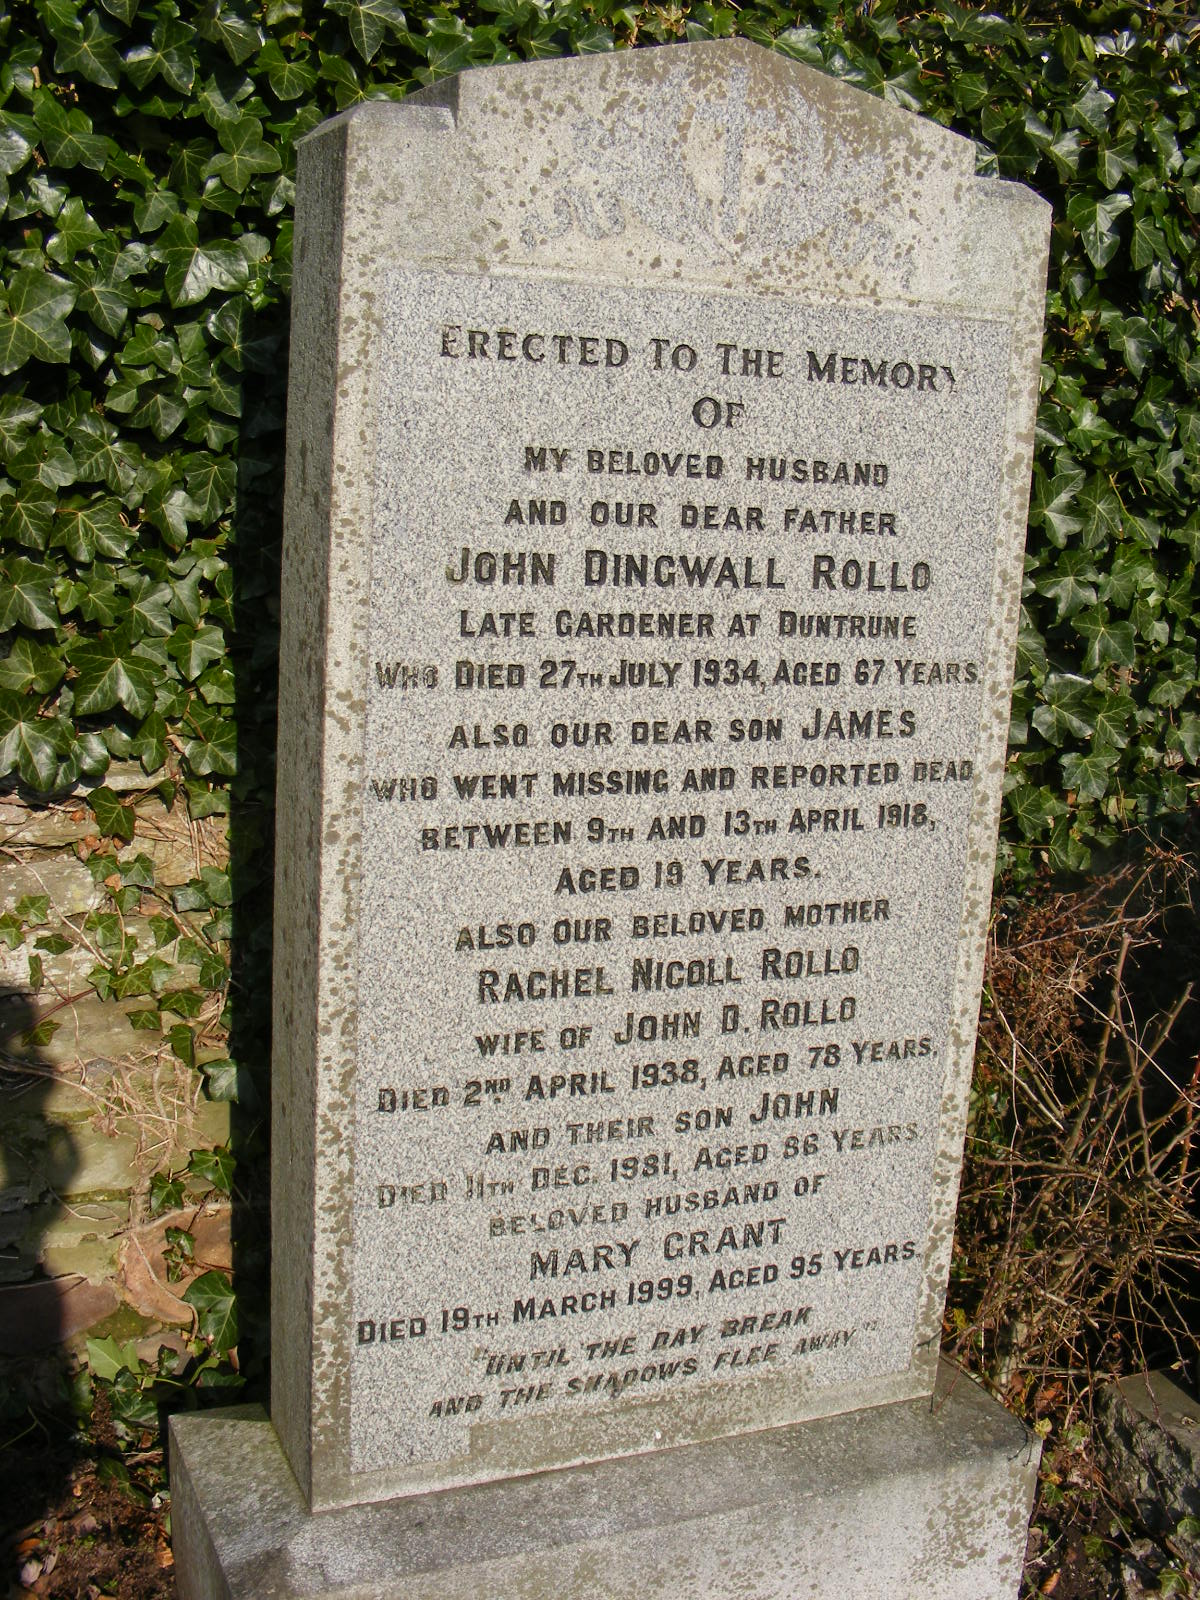 ERECTED TO THE MEMORY
OF
MY BELOVED HUSBAND
AND OUR DEAR FATHER
JOHN DINGWALL ROLLO
LATE GARDENER AT DUNTRUNE
WHO DIED 27TH JULY 1934, AGED 67 YEARS.
ALSO OUR DEAR SON JAMES
WHO WENT MISSING AND REPORTED DEAD
BETWEEN 9TH AND 13TH APRIL 1918,
AGED 19 YEARS.
ALSO OUR BELOVED MOTHER
RACHEL NICOLL ROLLO
WIFE OF JOHN D. ROLLO
DIED 2ND APRIL 1938, AGED 78 YEARS.
AND THEIR SON JOHN
DIED 11TH DEC. 1981, AGED 86 YEARS
BELOVED HUSBAND OF
MARY GRANT
DIED 19TH MARCH 1999, AGED 95 YEARS.
"UNTIL THE DAY BREAK
AND THE SHADOWS FLEE AWAY"